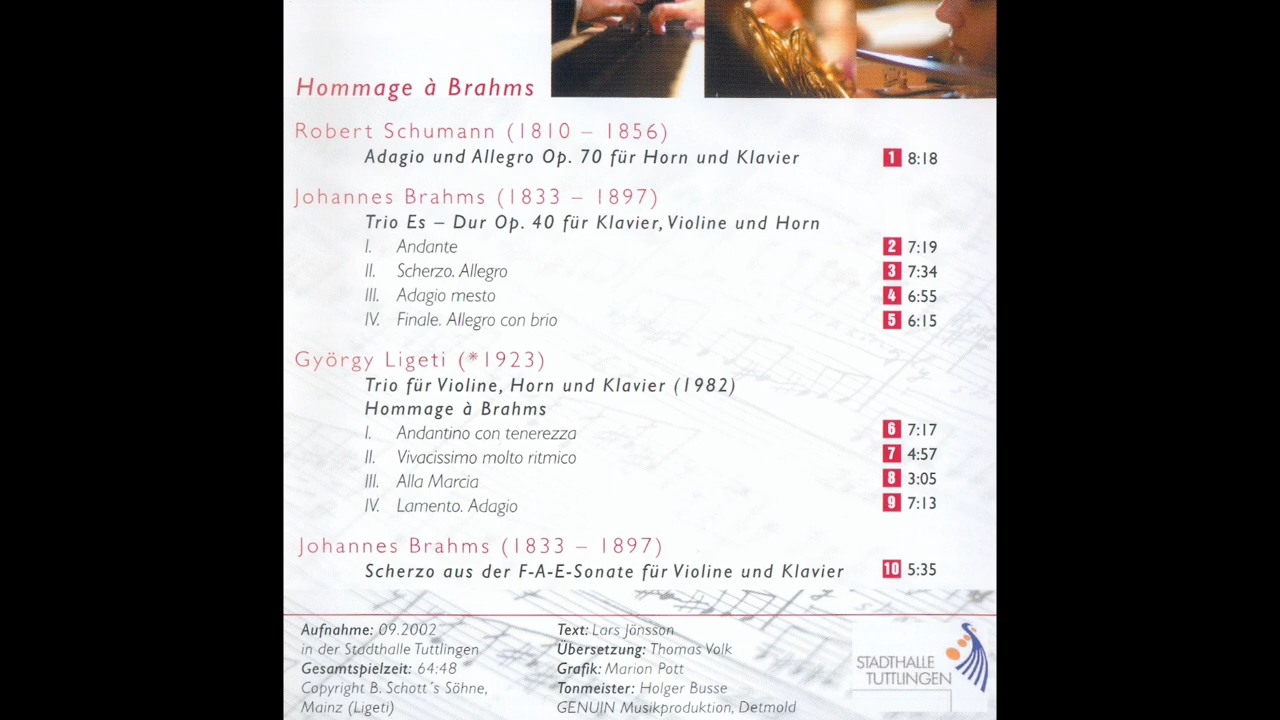 Hommage à Brahms
Robert Schumann (1810 – 1856)
Adagio und Allegro Op. 70 für Horn und Klavier 1 8:18
Johannes Brahms (1833 – 1897)
Trio Es – Dur Op. 40 für Klavier, Violine und Horn
I. Andante 2 7:19
II. Scherzo. Allegro 3 7:34
III. Adagio mesto 4 6:55
IV. Finale. Allegro con brio 5 6:15
György Ligeti (*1923)
Trio für Violine, Horn und Klavier (1982)
Hommage à Brahms
I. Andantino con tenerezza 6 7:17
II. Vivacissimo molto ritmico 7 4:57
III. Alla Marcia 8 3:05
IV. Lamento. Adagio 9 7:13
Johannes Brahms (1833 – 1897)
Scherzo aus der F-A-E-Sonate für Violine und Klavier 10 5:35
Aufnahme: 09.2002
in der Stadthalle Tuttlingen
Gesamtspielzeit: 64:48
Copyright B. Schott´s Söhne,
Mainz (Ligeti)
Text: Lars Jönsson
Übersetzung: Thomas Volk
Grafik: Marion Pott
Tonmeister: Holger Busse
GENUIN Musikproduktion, Detmold
STADTHALLE
TUTTLINGEN